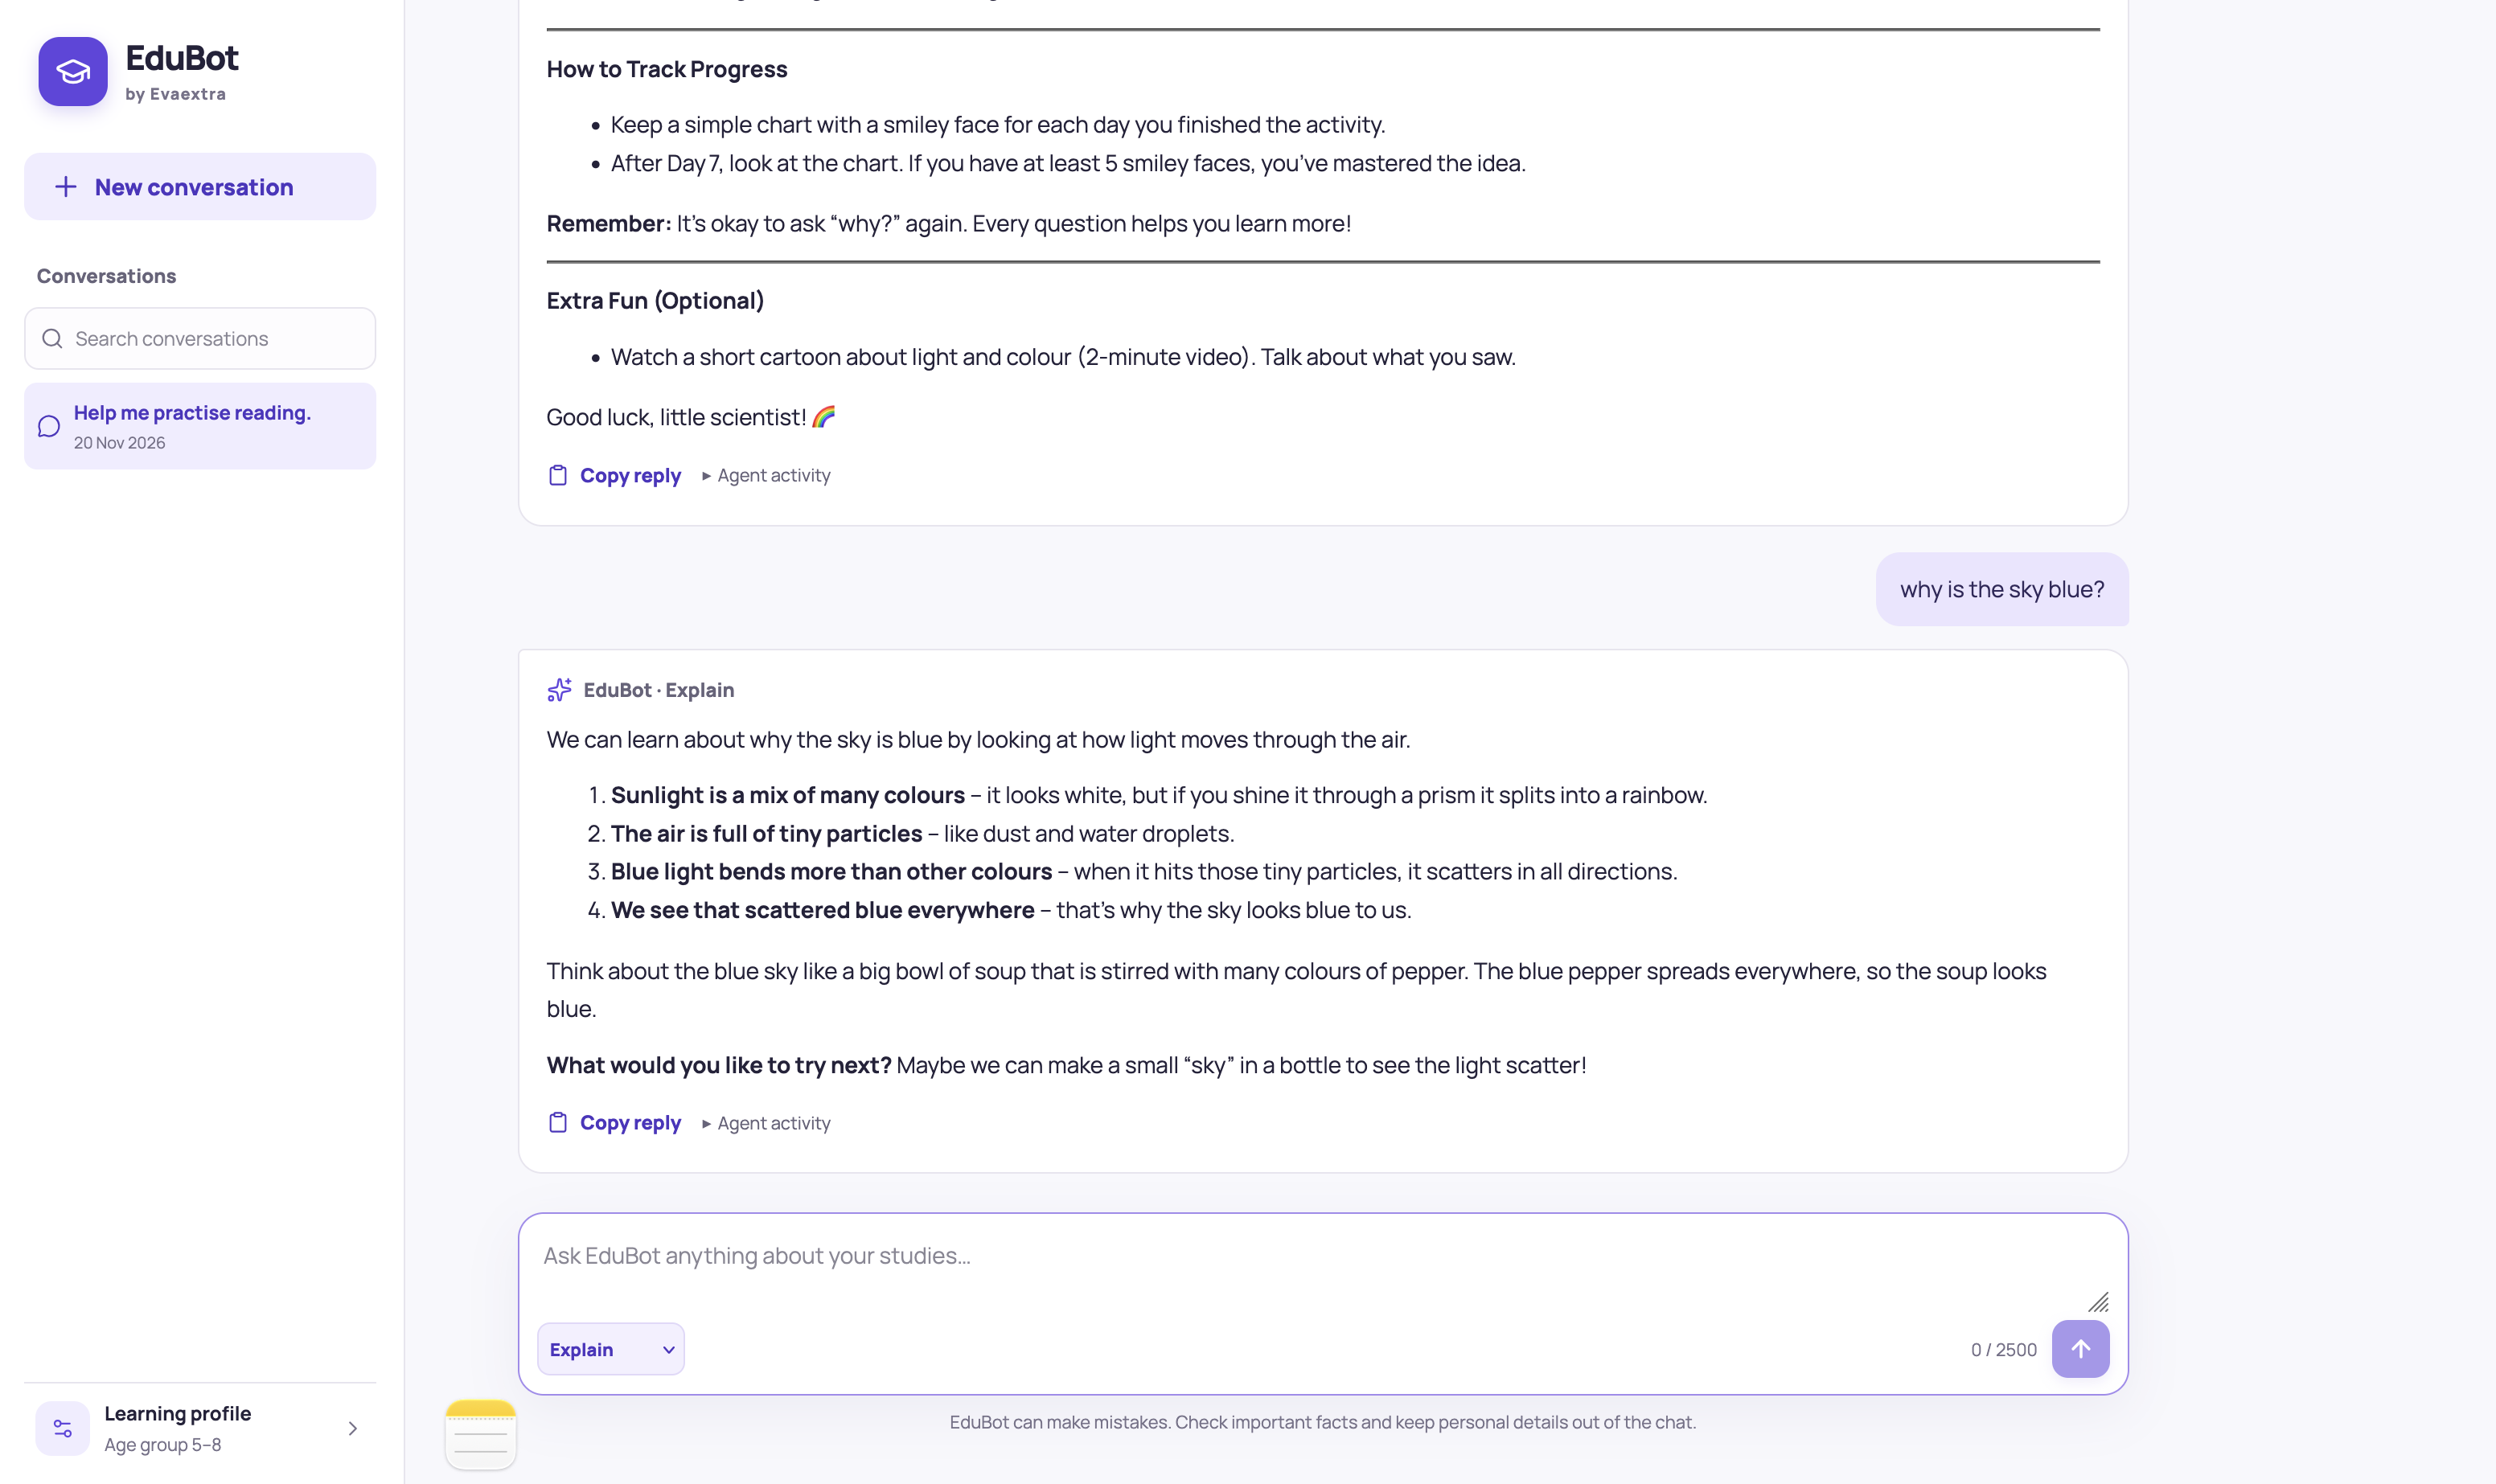 EduBot
by Evaextra
New conversation
Conversations
Search conversations
Help me practise reading.
20 Nov 2026
Learning profile
Age group 5–8
How to Track Progress
• Keep a simple chart with a smiley face for each day you finished the activity.
• After Day 7, look at the chart. If you have at least 5 smiley faces, you’ve mastered the idea.
Remember: It’s okay to ask “why?” again. Every question helps you learn more!
Extra Fun (Optional)
• Watch a short cartoon about light and colour (2-minute video). Talk about what you saw.
Good luck, little scientist! 🌈
Copy reply ▸ Agent activity
why is the sky blue?
EduBot · Explain
We can learn about why the sky is blue by looking at how light moves through the air.
1. Sunlight is a mix of many colours – it looks white, but if you shine it through a prism it splits into a rainbow.
2. The air is full of tiny particles – like dust and water droplets.
3. Blue light bends more than other colours – when it hits those tiny particles, it scatters in all directions.
4. We see that scattered blue everywhere – that’s why the sky looks blue to us.
Think about the blue sky like a big bowl of soup that is stirred with many colours of pepper. The blue pepper spreads everywhere, so the soup looks
blue.
What would you like to try next? Maybe we can make a small “sky” in a bottle to see the light scatter!
Copy reply ▸ Agent activity
Ask EduBot anything about your studies…
Explain
0 / 2500
EduBot can make mistakes. Check important facts and keep personal details out of the chat.